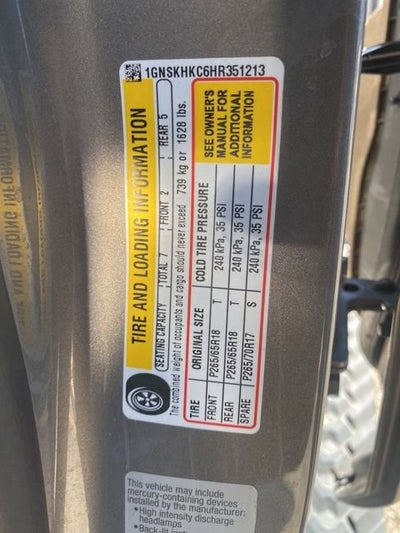 1GNSKHKC6HR351213
TIRE AND LOADING INFORMATION
SEATING CAPACITY TOTAL 7 FRONT 2 REAR 5
The combined weight of occupants and cargo should never exceed 739 kg or 1628 lbs.
TIRE ORIGINAL SIZE COLD TIRE PRESSURE
FRONT P265/65R18 T 240 kPa, 35 PSI
REAR P265/65R18 T 240 kPa, 35 PSI
SPARE P265/70R17 S 240 kPa, 35 PSI
SEE OWNER'S
MANUAL FOR
ADDITIONAL
INFORMATION
This vehicle may include
mercury-containing devices
installed by the manufacturer:
• High intensity discharge
headlamps